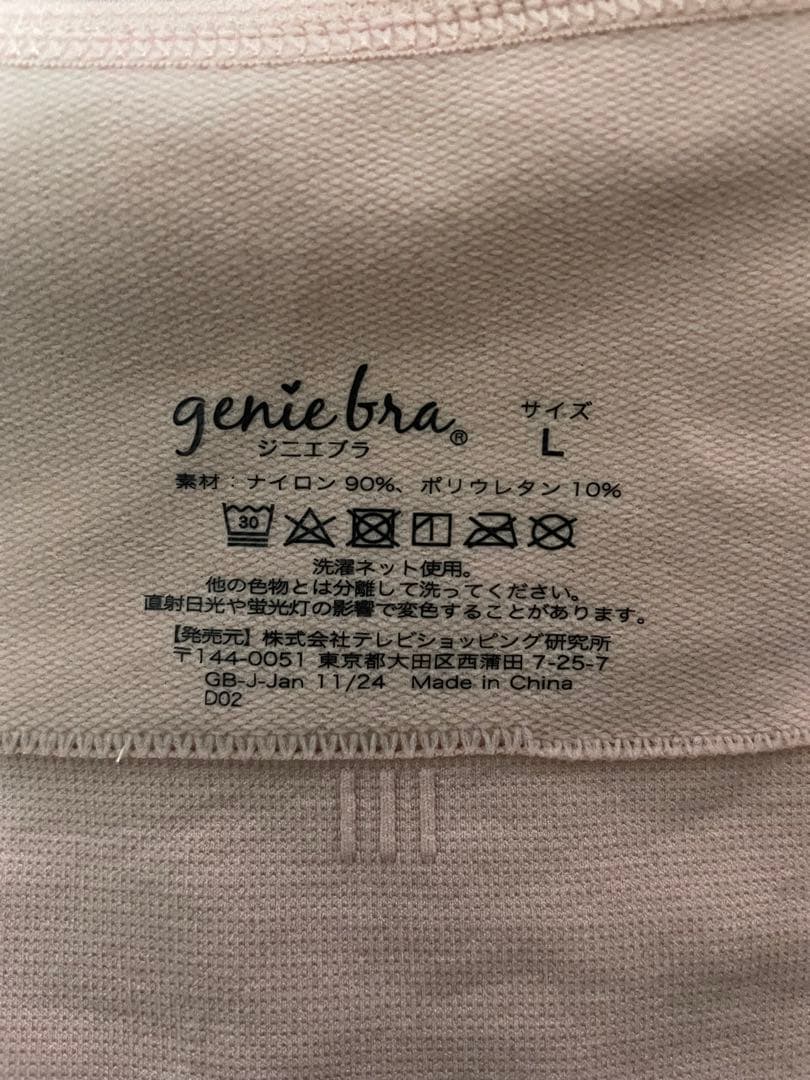 genie bra®
ジニエブラ
サイズ
L
素材：ナイロン 90%、ポリウレタン 10%
30
洗濯ネット使用。
他の色物とは分離して洗ってください。
直射日光や蛍光灯の影響で変色することがあります。
【発売元】株式会社テレビショッピング研究所
〒144-0051 東京都大田区西蒲田 7-25-7
GB-J-Jan 11/24 Made in China
D02